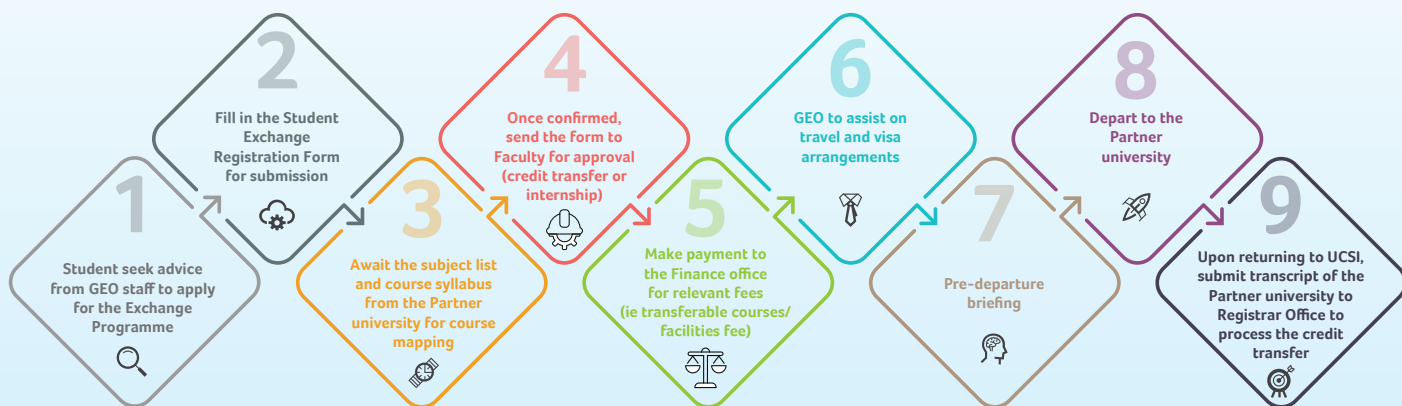 1
Student seek advice
from GEO staff to apply
for the Exchange
Programme
2
Fill in the Student
Exchange
Registration Form
for submission
3
Await the subject list
and course syllabus
from the Partner
university for course
mapping
4
Once confirmed,
send the form to
Faculty for approval
(credit transfer or
internship)
5
Make payment to
the Finance office
for relevant fees
(ie transferable courses/
facilities fee)
6
GEO to assist on
travel and visa
arrangements
7
Pre-departure
briefing
8
Depart to the
Partner
university
9
Upon returning to UCSI,
submit transcript of the
Partner university to
Registrar Office to
process the credit
transfer